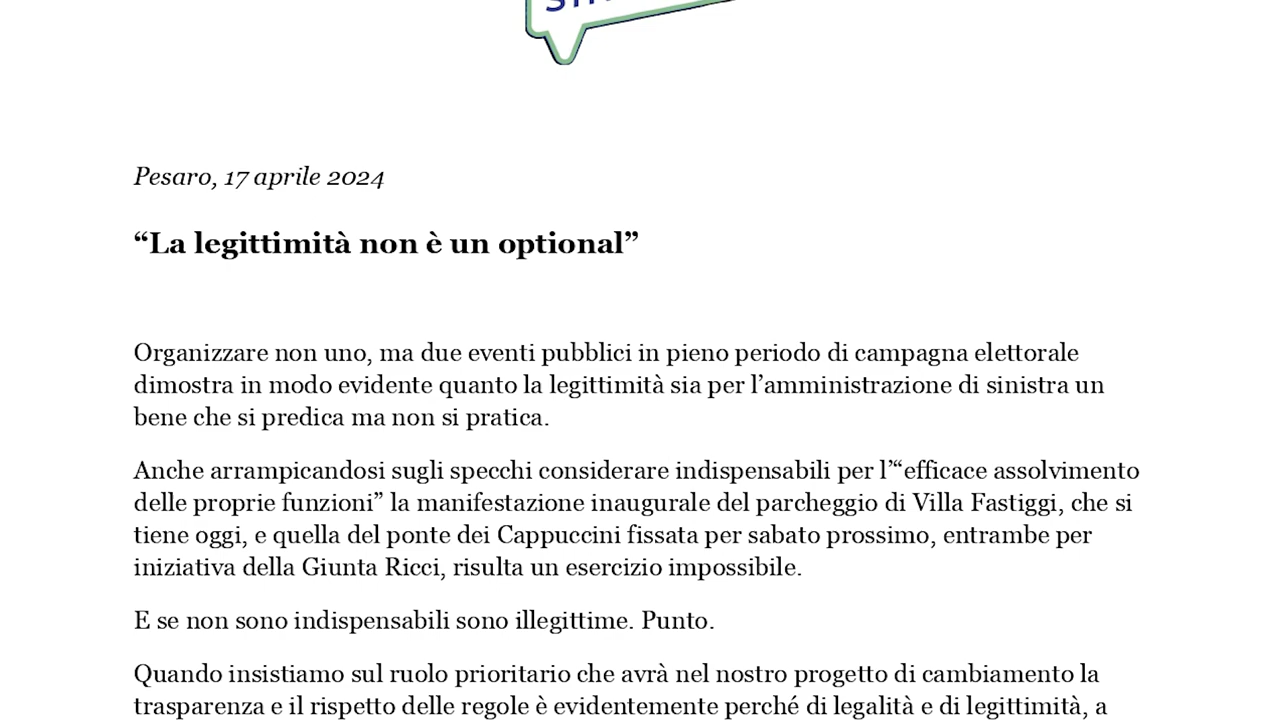 Pesaro, 17 aprile 2024
“La legittimità non è un optional”
Organizzare non uno, ma due eventi pubblici in pieno periodo di campagna elettorale
dimostra in modo evidente quanto la legittimità sia per l’amministrazione di sinistra un
bene che si predica ma non si pratica.
Anche arrampicandosi sugli specchi considerare indispensabili per l’“efficace assolvimento
delle proprie funzioni” la manifestazione inaugurale del parcheggio di Villa Fastiggi, che si
tiene oggi, e quella del ponte dei Cappuccini fissata per sabato prossimo, entrambe per
iniziativa della Giunta Ricci, risulta un esercizio impossibile.
E se non sono indispensabili sono illegittime. Punto.
Quando insistiamo sul ruolo prioritario che avrà nel nostro progetto di cambiamento la
trasparenza e il rispetto delle regole è evidentemente perché di legalità e di legittimità, a